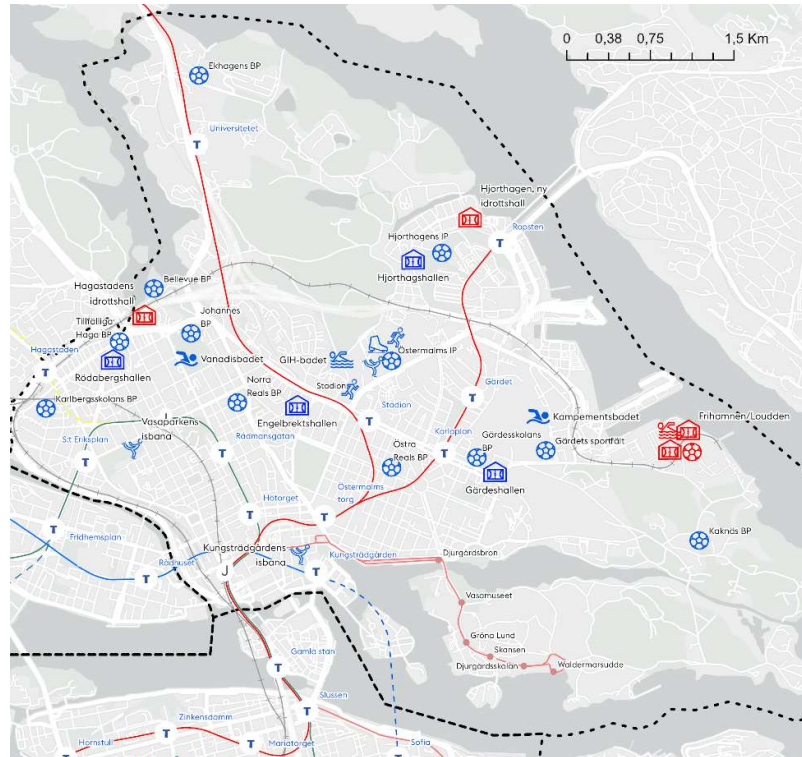 0 0,38 0,75 1,5 Km
Ekhagens BP
T
Universitetet
Hjorthagen, ny
idrottshall
Hjorthagens IP
T
Ropsten
Hjorthagshallen
Bellevue BP
Hagastadens
idrottshall
Johannes
BP
Tillfälliga
Haga BP
Hagastaden
T
Rödabergshallen
Vanadisbadet
GIH-badet
Östermalms IP
Stadion
Gärdet
T
Karlbergsskolans BP
Norra
Reals BP
Vasaparkens
isbana
Engelbrektshallen
T
Stadion
Kampementsbadet
Frihamnen/Loudden
S:t Eriksplan
T
Rådmansgatan
T
Karlaplan
T
Gärdesskolans
BP
Gärdets sportfält
Östra
Reals BP
Gärdeshallen
Hötorget
T
Östermalms
torg
T
T
Fridhemsplan
Kaknäs BP
Rådhuset
T
J
Kungsträdgårdens
isbana
Kungsträdgården
T
Djurgårdsbron
Vasamuseet
Gröna Lund
Skansen
Djurgårdsskolan
Waldermarsudde
Gamla stan
T
Slussen
T
Zinkensdamm
T
Hornstull
T
Mariatorget
T
Sofia
T
T